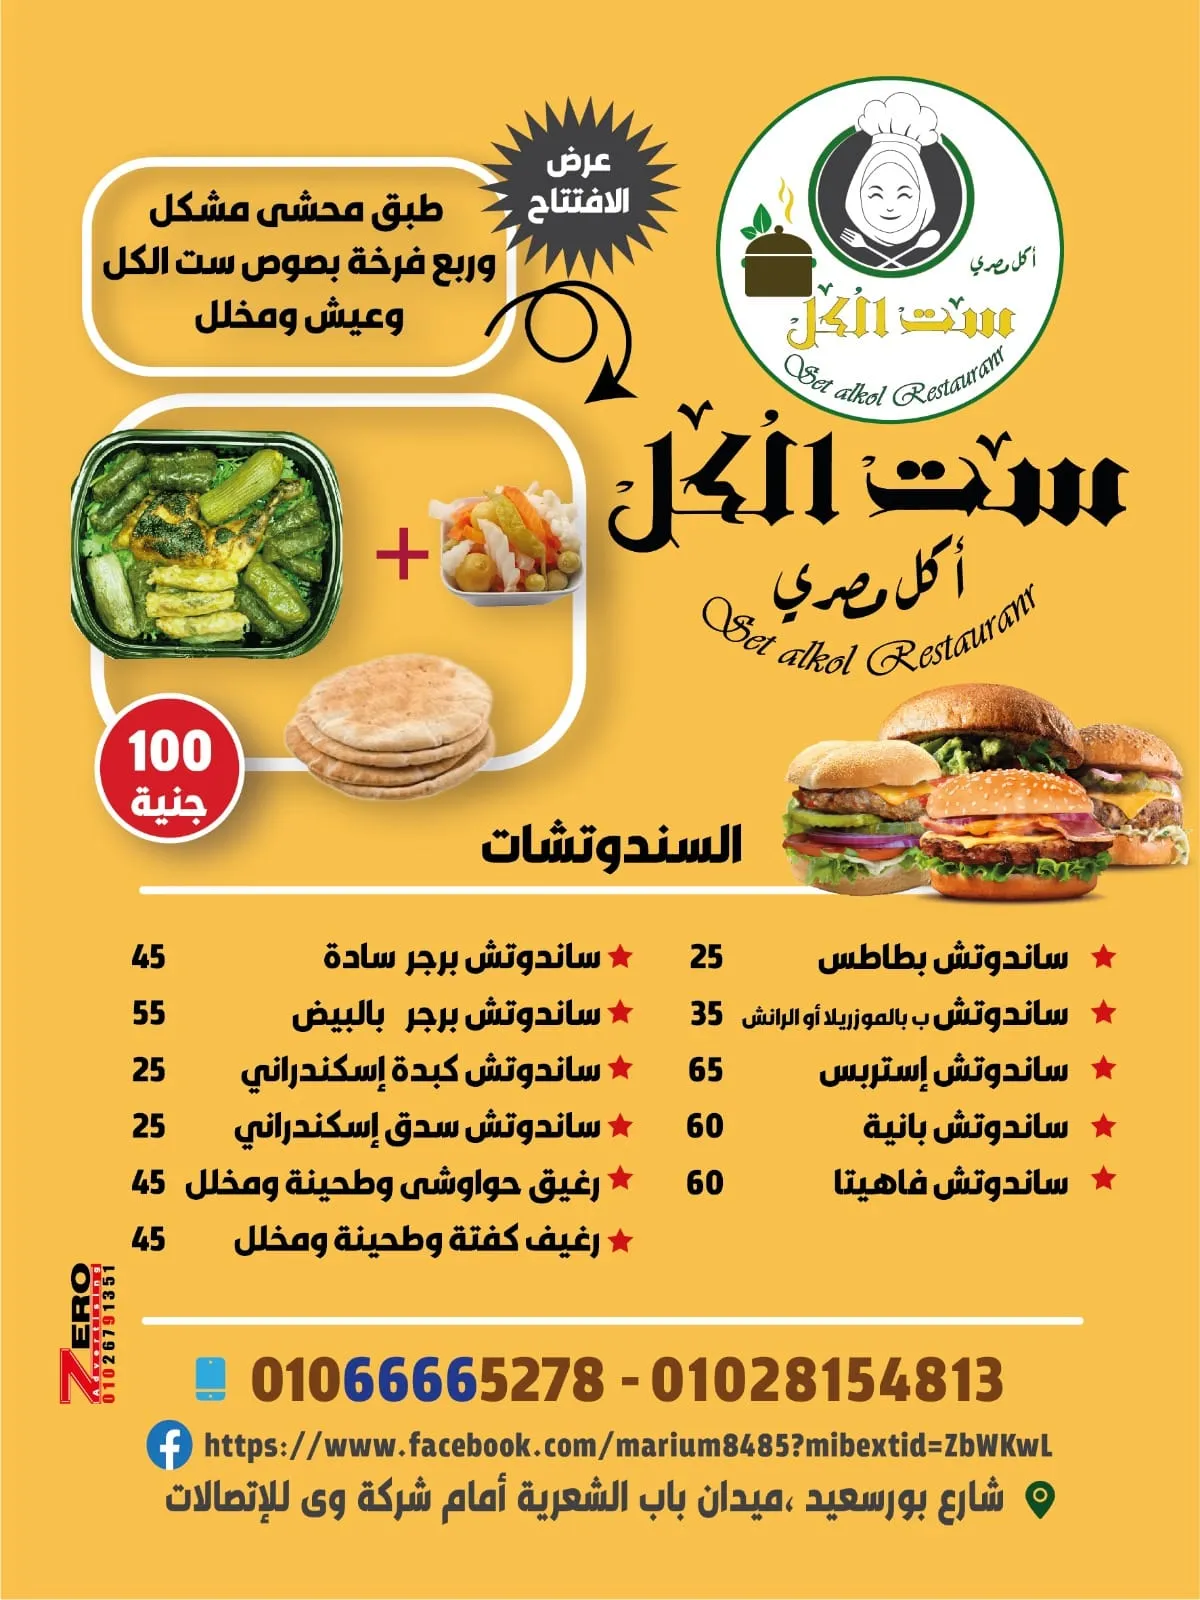 عرض
الافتتاح
طبق محشى مشكل
وربع فرخة بصوص ست الكل
وعيش ومخلل
أكل مصري
ست الكل
Set alkol Restauranr
ست الكل
أكل مصري
Set alkol Restauranr
+
100
جنية
السندوتشات
ساندوتش بطاطس 25
ساندوتش ب بالموزريلا أو الرانش 35
ساندوتش إستربس 65
ساندوتش بانية 60
ساندوتش فاهيتا 60
ساندوتش برجر سادة 45
ساندوتش برجر بالبيض 55
ساندوتش كبدة إسكندراني 25
ساندوتش سدق إسكندراني 25
رغيق حواوشى وطحينة ومخلل 45
رغيف كفتة وطحينة ومخلل 45
ZERO
Advertising
01026791351
01066665278 - 01028154813
https://www.facebook.com/marium8485?mibextid=ZbWKwL
شارع بورسعيد ،ميدان باب الشعرية أمام شركة وى للإتصالات